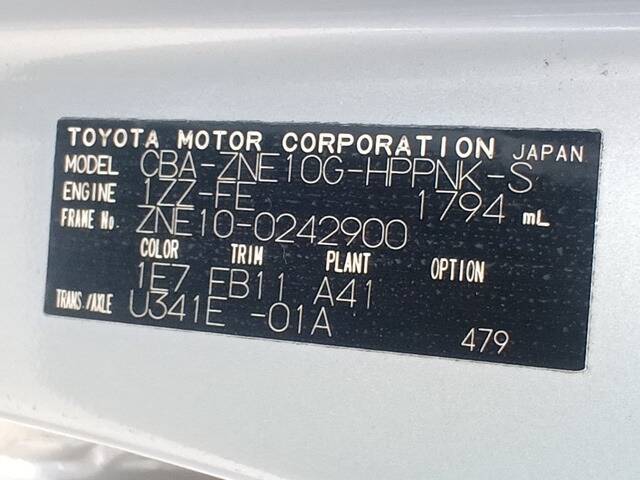 TOYOTA MOTOR CORPORATION JAPAN
MODEL CBA-ZNE10G-HPPNK-S
ENGINE 1ZZ-FE 1794 mL
FRAME No. ZNE10-0242900
COLOR TRIM PLANT OPTION
1E7 FB11 A41
TRANS./AXLE U341E -01A
479